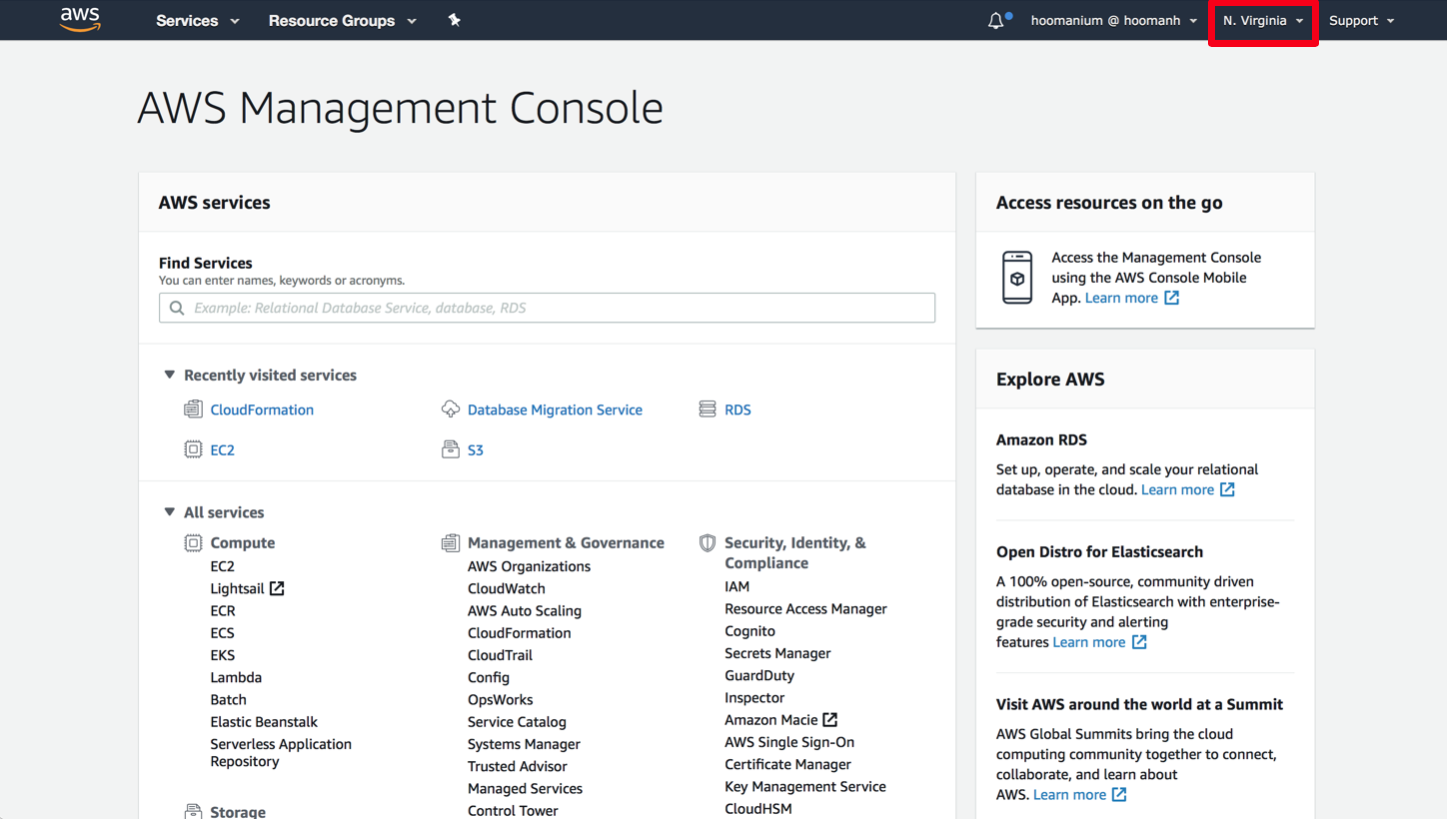 aws Services Resource Groups hoomanium @ hoomanh N. Virginia Support
AWS Management Console
AWS services
Find Services
You can enter names, keywords or acronyms.
Example: Relational Database Service, database, RDS
Recently visited services
CloudFormation Database Migration Service RDS
EC2 S3
All services
Compute
EC2
Lightsail
ECR
ECS
EKS
Lambda
Batch
Elastic Beanstalk
Serverless Application
Repository
Storage
Management & Governance
AWS Organizations
CloudWatch
AWS Auto Scaling
CloudFormation
CloudTrail
Config
OpsWorks
Service Catalog
Systems Manager
Trusted Advisor
Managed Services
Control Tower
Security, Identity, &
Compliance
IAM
Resource Access Manager
Cognito
Secrets Manager
GuardDuty
Inspector
Amazon Macie
AWS Single Sign-On
Certificate Manager
Key Management Service
CloudHSM
Access resources on the go
Access the Management Console
using the AWS Console Mobile
App. Learn more
Explore AWS
Amazon RDS
Set up, operate, and scale your relational
database in the cloud. Learn more
Open Distro for Elasticsearch
A 100% open-source, community driven
distribution of Elasticsearch with enterprise-
grade security and alerting
features Learn more
Visit AWS around the world at a Summit
AWS Global Summits bring the cloud
computing community together to connect,
collaborate, and learn about
AWS. Learn more